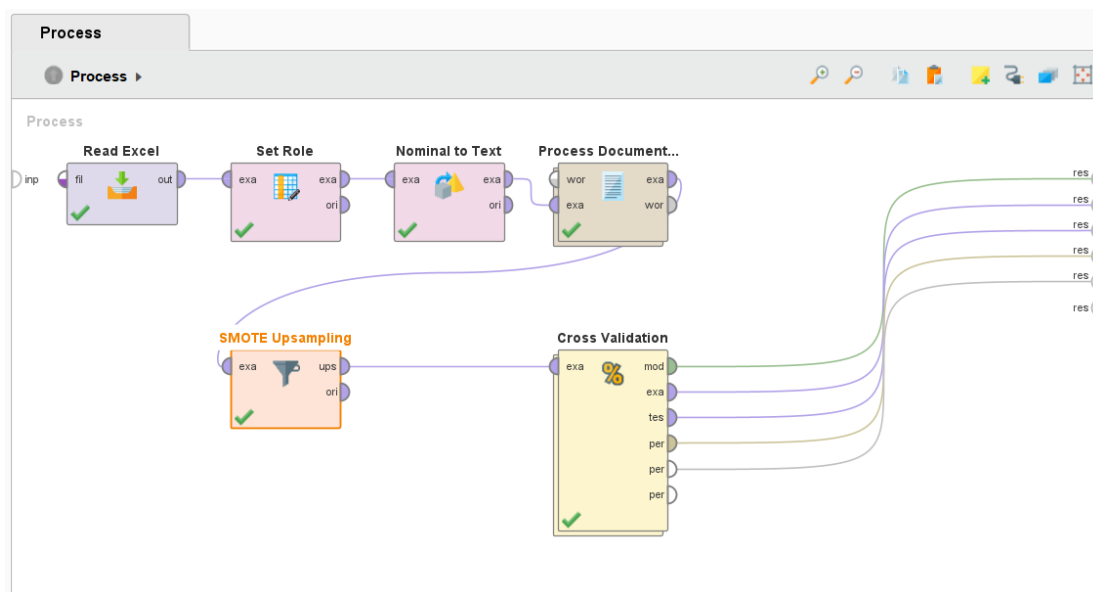 Process
Process
Process
Read Excel
Set Role
Nominal to Text
Process Document...
inp
fil
out
exa
exa
ori
exa
exa
ori
wor
exa
exa
wor
res
res
res
res
res
res
SMOTE Upsampling
exa
ups
ori
Cross Validation
exa
mod
exa
tes
per
per
per